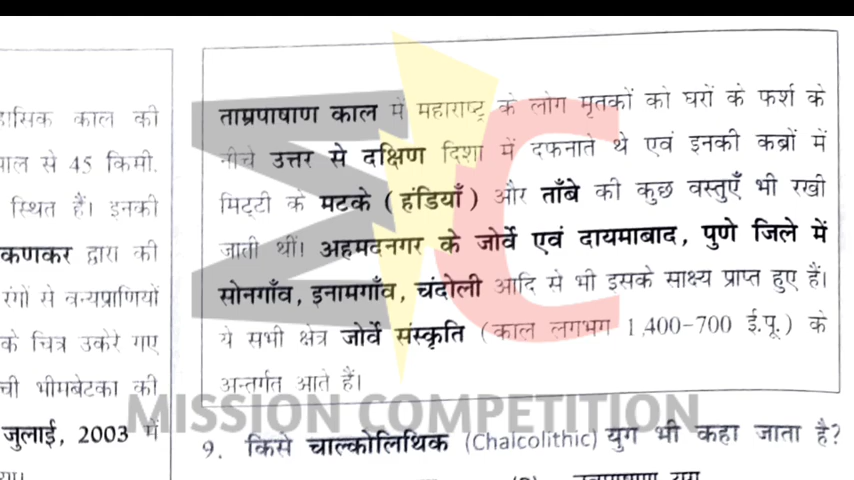 काल की
से 45 किमी.
स्थित हैं। इनकी
द्वारा की
रंगों से वन्यप्राणियों
के चित्र उकेरे गए
भीमबेटका की
जुलाई, 2003 में
ताम्रपाषाण काल में महाराष्ट्र के लोग मृतकों को घरों के फर्श के
नीचे उत्तर से दक्षिण दिशा में दफनाते थे एवं इनकी कब्रों में
मिट्टी के मटके (हंडियाँ) और ताँबे की कुछ वस्तुएँ भी रखी
जाती थीं। अहमदनगर के जोर्वे एवं दायमाबाद, पुणे जिले में
सोनगाँव, इनामगाँव, चंदोली आदि से भी इसके साक्ष्य प्राप्त हुए हैं।
ये सभी क्षेत्र जोर्वे संस्कृति (काल लगभग 1,400-700 ई.पू.) के
अन्तर्गत आते हैं।
MISSION COMPETITION
9. किसे चाल्कोलिथिक (Chalcolithic) युग भी कहा जाता है?